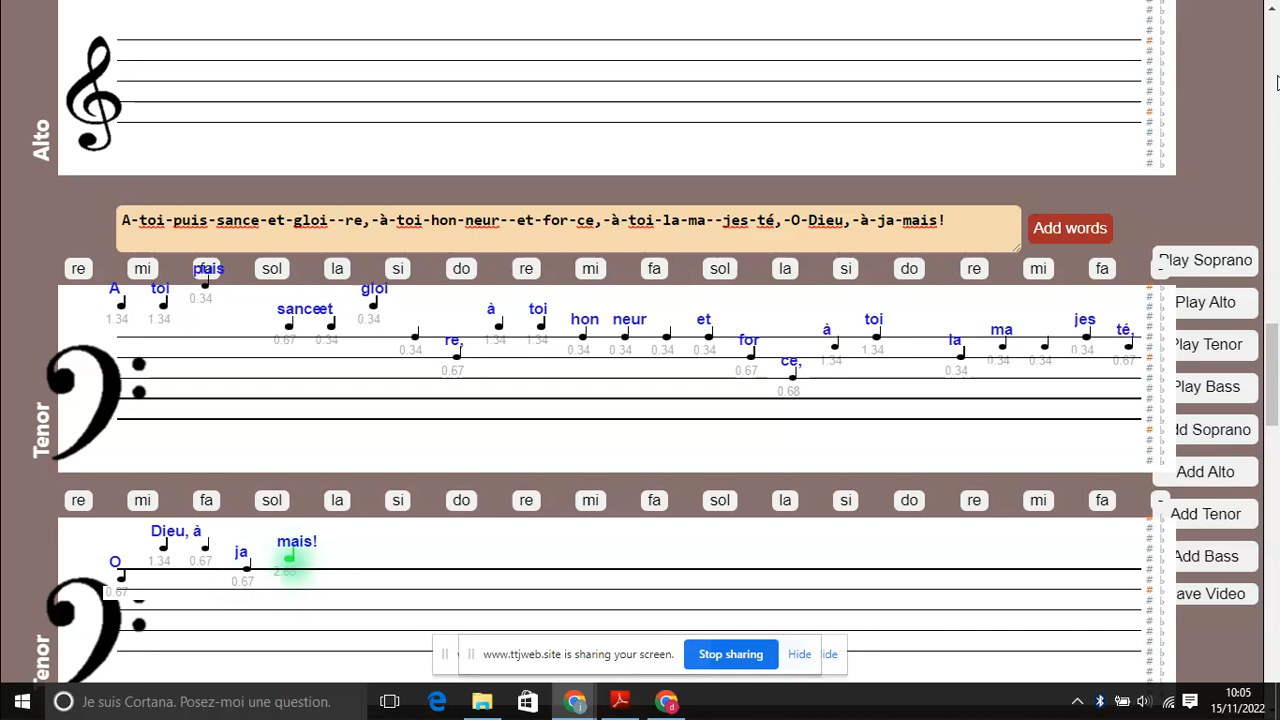 Alto
A-toi-puis-sance-et-gloi--re,-à-toi-hon-neur--et-for-ce,-à-toi-la-ma--jes-té,-O-Dieu,-à-ja-mais!
Add words
re mi fa sol la si do re mi fa sol la si do re mi fa -
Play Soprano
Play Alto
Play Tenor
Play Bass
dd Soprano
Add Alto
Add Tenor
Add Bass
ave Video
A toi puis sance et gloi re, à toi hon neur et for ce, à toi la ma jes té,
1.34 1.34 0.34 0.67 0.34 0.34 0.34 0.67 1.34 0.34 0.34 0.34 0.34 0.67 1.34 1.34 0.34 0.34 0.34 0.34 0.67
Tenor
re mi fa sol la si do re mi fa sol la si do re mi fa -
O Dieu, à ja mais!
0.67 1.34 0.67 0.67
enor
www.ttjweb.site is sharing your screen.
Stop sharing
Hide
ide
Je suis Cortana. Posez-moi une question.
10:05
15/11/2022